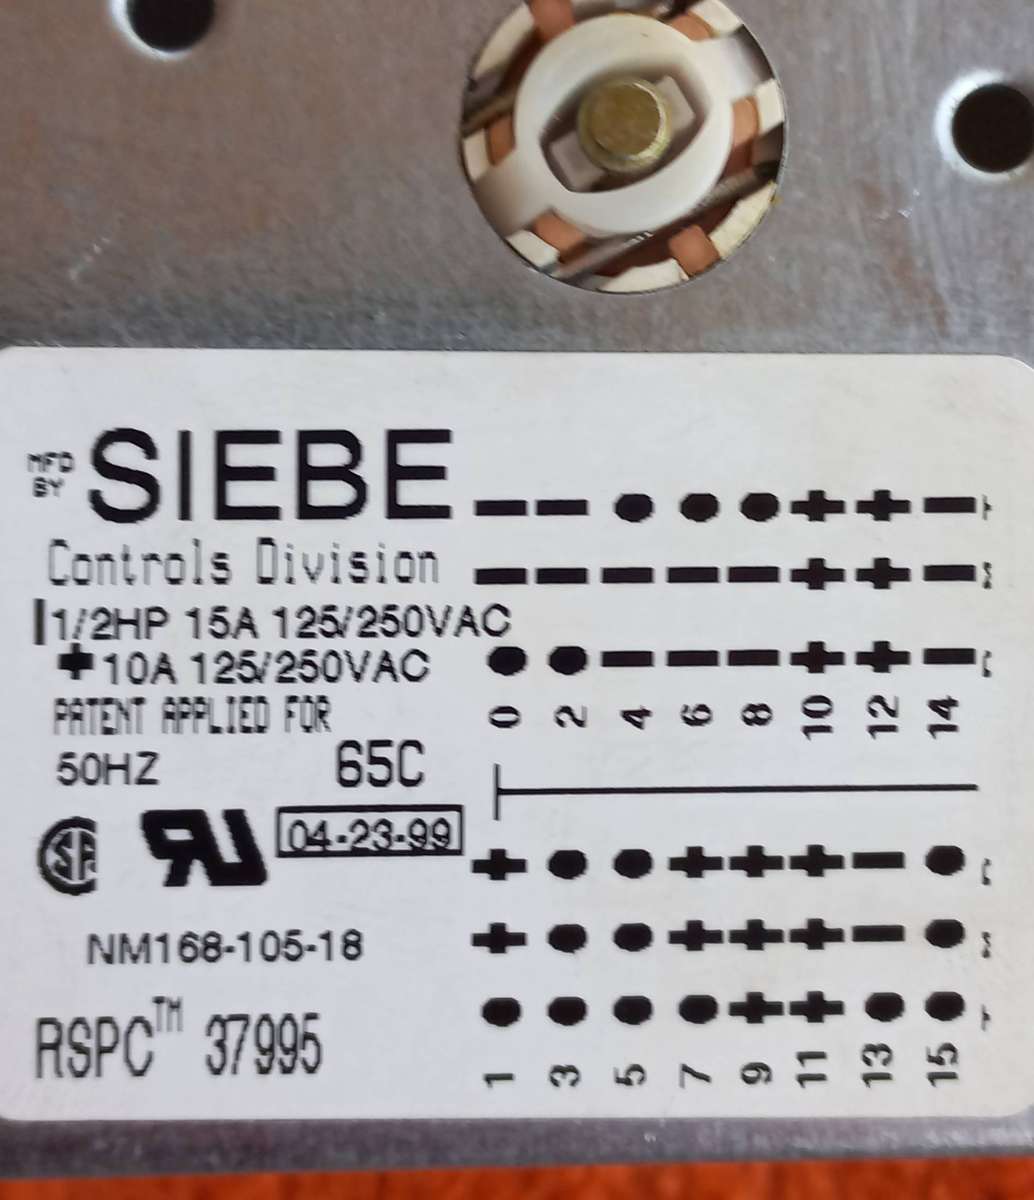 MFD BY SIEBE
Controls Division
1/2HP 15A 125/250VAC
+ 10A 125/250VAC
PATENT APPLIED FOR
50HZ 65C
04-23-99
NM168-105-18
RSPC™ 37995
T
M
0 2 4 6 8 10 12 14
1 3 5 7 9 11 13 15